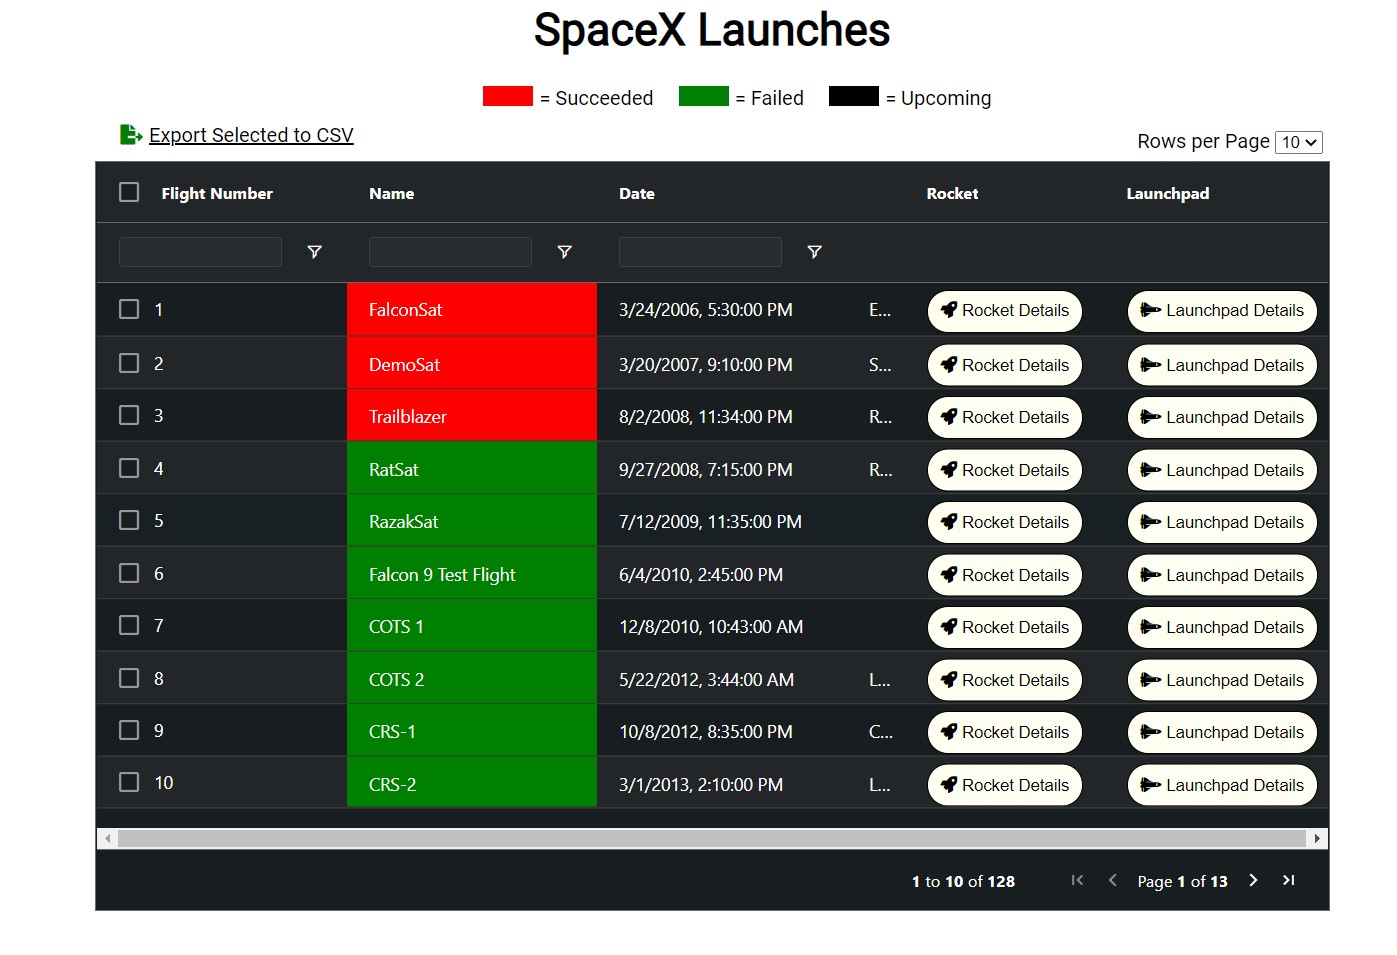 SpaceX Launches
= Succeeded = Failed = Upcoming
Export Selected to CSV
Rows per Page 10
Flight Number Name Date Rocket Launchpad
1 FalconSat 3/24/2006, 5:30:00 PM E... Rocket Details Launchpad Details
2 DemoSat 3/20/2007, 9:10:00 PM S... Rocket Details Launchpad Details
3 Trailblazer 8/2/2008, 11:34:00 PM R... Rocket Details Launchpad Details
4 RatSat 9/27/2008, 7:15:00 PM R... Rocket Details Launchpad Details
5 RazakSat 7/12/2009, 11:35:00 PM Rocket Details Launchpad Details
6 Falcon 9 Test Flight 6/4/2010, 2:45:00 PM Rocket Details Launchpad Details
7 COTS 1 12/8/2010, 10:43:00 AM Rocket Details Launchpad Details
8 COTS 2 5/22/2012, 3:44:00 AM L... Rocket Details Launchpad Details
9 CRS-1 10/8/2012, 8:35:00 PM C... Rocket Details Launchpad Details
10 CRS-2 3/1/2013, 2:10:00 PM L... Rocket Details Launchpad Details
1 to 10 of 128 Page 1 of 13